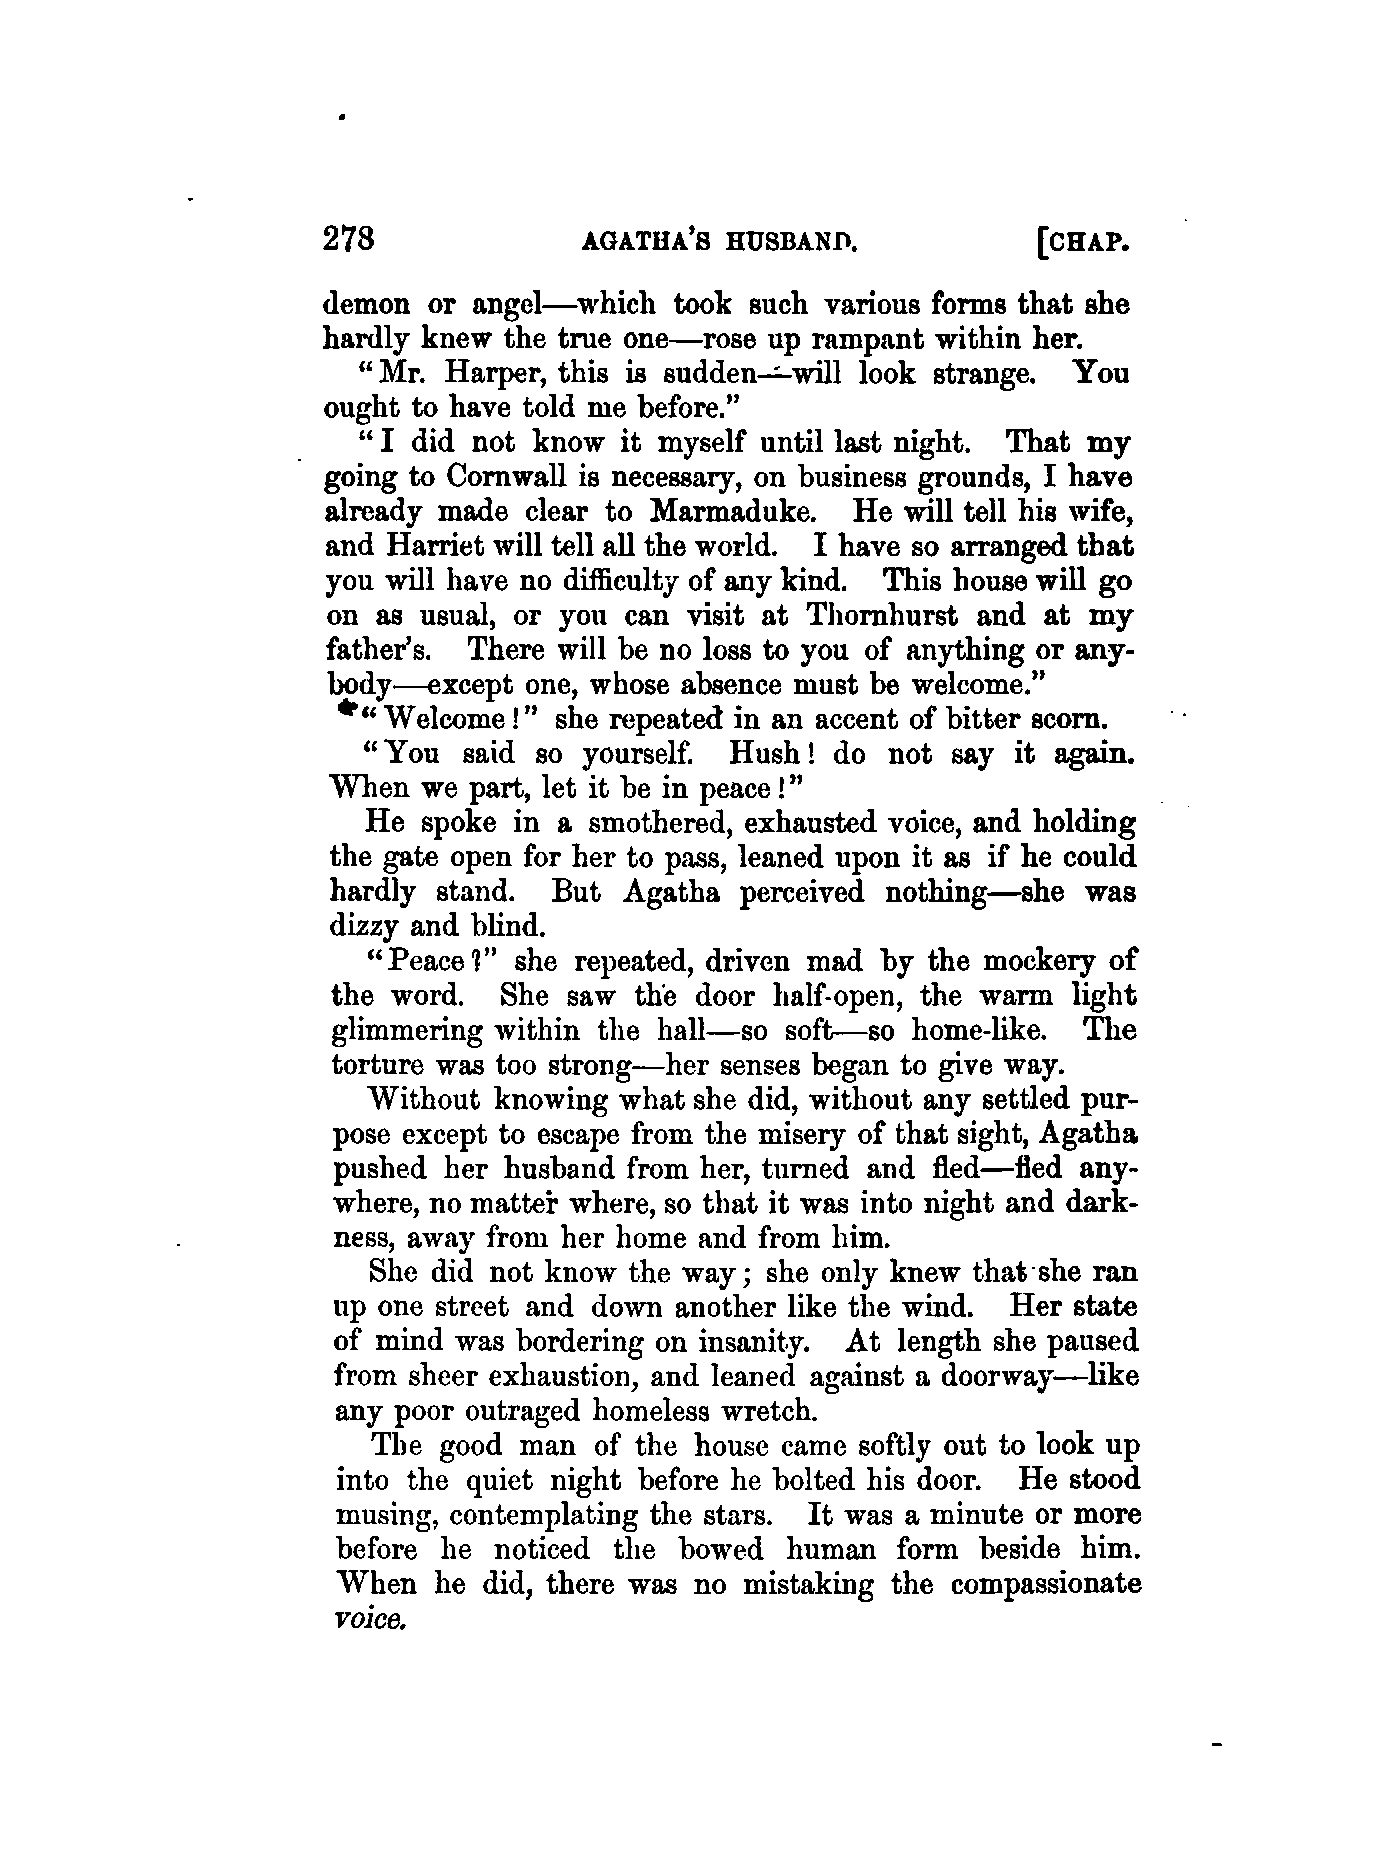 278 AGATHA'S HUSBAND. [CHAP.
demon or angel—which took such various forms that she
hardly knew the true one—rose up rampant within her.
"Mr. Harper, this is sudden—will look strange. You
ought to have told me before."
"I did not know it myself until last night. That my
going to Cornwall is necessary, on business grounds, I have
already made clear to Marmaduke. He will tell his wife,
and Harriet will tell all the world. I have so arranged that
you will have no difficulty of any kind. This house will go
on as usual, or you can visit at Thornhurst and at my
father's. There will be no loss to you of anything or any-
body—except one, whose absence must be welcome."
"Welcome!" she repeated in an accent of bitter scorn.
"You said so yourself. Hush! do not say it again.
When we part, let it be in peace!"
He spoke in a smothered, exhausted voice, and holding
the gate open for her to pass, leaned upon it as if he could
hardly stand. But Agatha perceived nothing—she was
dizzy and blind.
"Peace?" she repeated, driven mad by the mockery of
the word. She saw the door half-open, the warm light
glimmering within the hall—so soft—so home-like. The
torture was too strong—her senses began to give way.
Without knowing what she did, without any settled pur-
pose except to escape from the misery of that sight, Agatha
pushed her husband from her, turned and fled—fled any-
where, no matter where, so that it was into night and dark-
ness, away from her home and from him.
She did not know the way; she only knew that she ran
up one street and down another like the wind. Her state
of mind was bordering on insanity. At length she paused
from sheer exhaustion, and leaned against a doorway—like
any poor outraged homeless wretch.
The good man of the house came softly out to look up
into the quiet night before he bolted his door. He stood
musing, contemplating the stars. It was a minute or more
before he noticed the bowed human form beside him.
When he did, there was no mistaking the compassionate
voice.